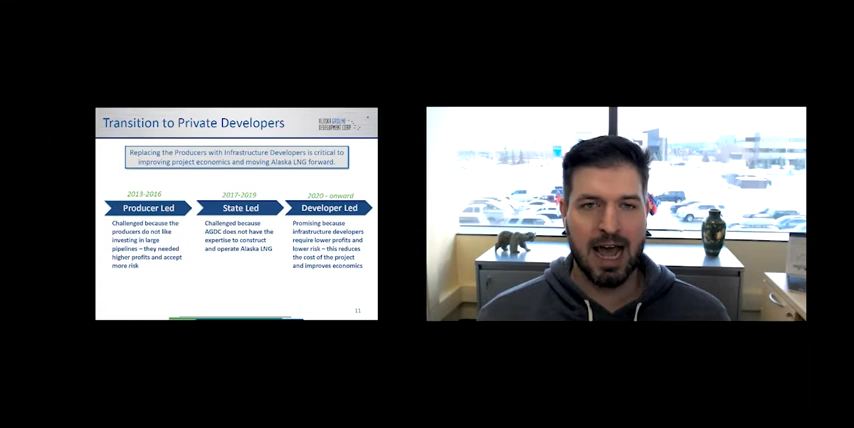 Transition to Private Developers
ALASKA GASLINE
DEVELOPMENT CORP.
Replacing the Producers with Infrastructure Developers is critical to
improving project economics and moving Alaska LNG forward.
2013-2016
Producer Led
Challenged because the
producers do not like
investing in large
pipelines – they needed
higher profits and accept
more risk
2017-2019
State Led
Challenged because
AGDC does not have the
expertise to construct
and operate Alaska LNG
2020 - onward
Developer Led
Promising because
infrastructure developers
require lower profits and
lower risk – this reduces
the cost of the project
and improves economics
11